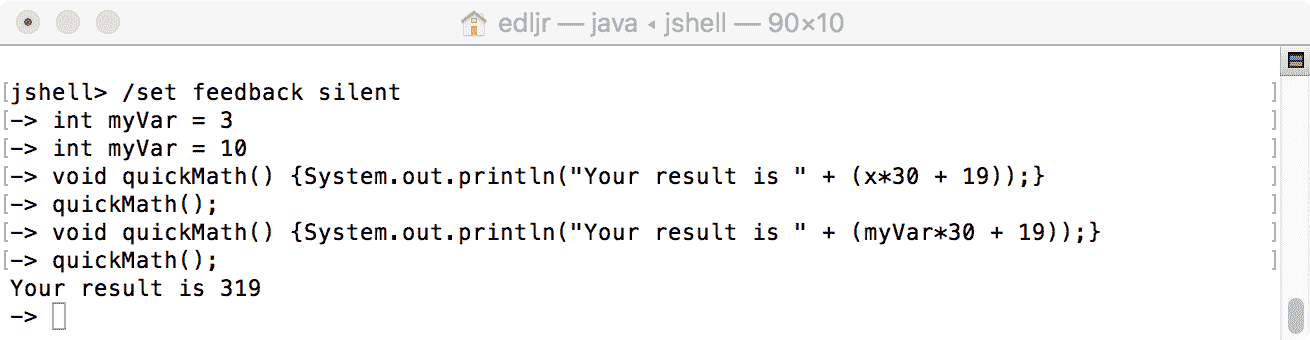 edljr — java ◂ jshell — 90×10
[jshell> /set feedback silent ]
[-> int myVar = 3 ]
[-> int myVar = 10 ]
[-> void quickMath() {System.out.println("Your result is " + (x*30 + 19));} ]
[-> quickMath(); ]
[-> void quickMath() {System.out.println("Your result is " + (myVar*30 + 19));} ]
[-> quickMath(); ]
Your result is 319
->